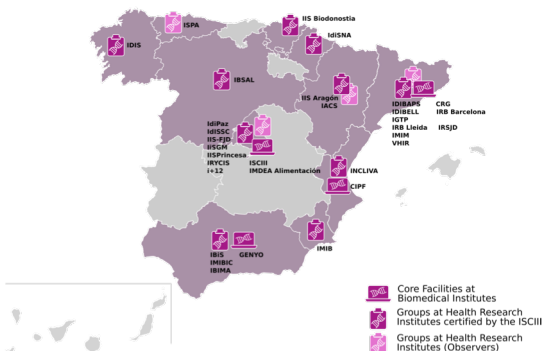 ISPA
IIS Biodonostia
IdiSNA
IDIS
IBSAL
IIS Aragón
IACS
IDIBAPS CRG
IDIBELL IRB Barcelona
IGTP
IRB Lleida IRSJD
IMIM
VHIR
IdiPaz
IdISSC
IIS-FJD
IiSGM
IISPrincesa
IRYCIS ISCIII
i+12 IMDEA Alimentación
INCLIVA
CIPF
IBiS GENYO
IMIBIC
IBIMA
IMIB
Core Facilities at
Biomedical Institutes
Groups at Health Research
Institutes certified by the ISCIII
Groups at Health Research
Institutes (Observers)